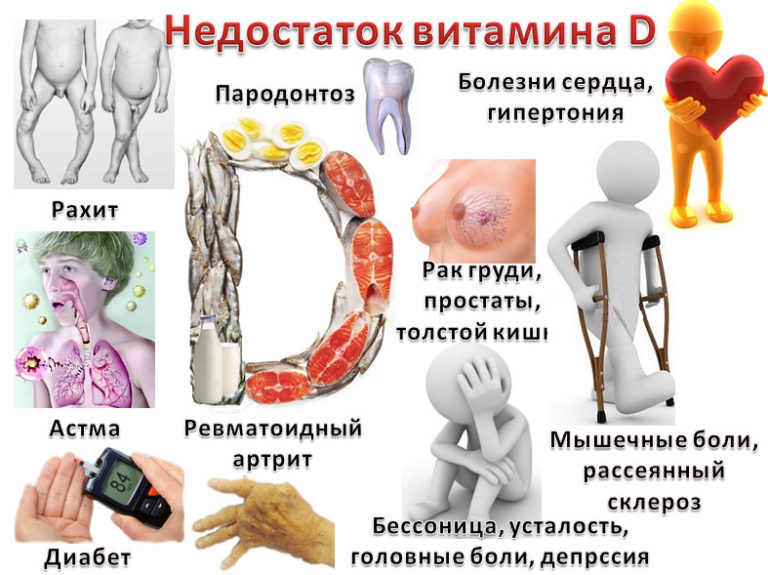 Недостаток витамина D
Пародонтоз
Болезни сердца,
гипертония
Рахит
Рак груди,
простаты,
толстой киш
Астма
Ревматоидный
артрит
Мышечные боли,
рассеянный
склероз
84
Диабет
Бессоница, усталость,
головные боли, депрссия